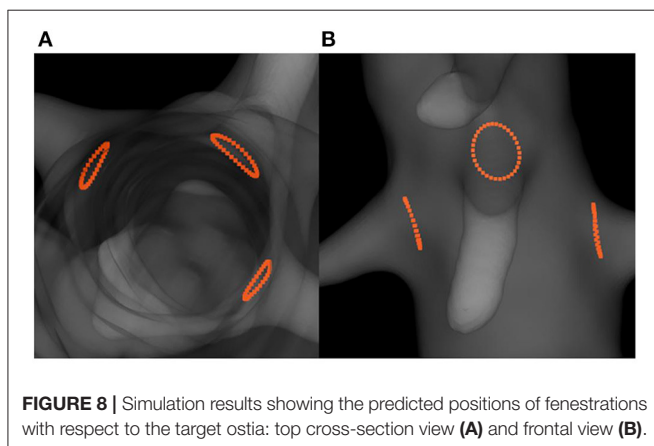 A
B
FIGURE 8 | Simulation results showing the predicted positions of fenestrations
with respect to the target ostia: top cross-section view (A) and frontal view (B).